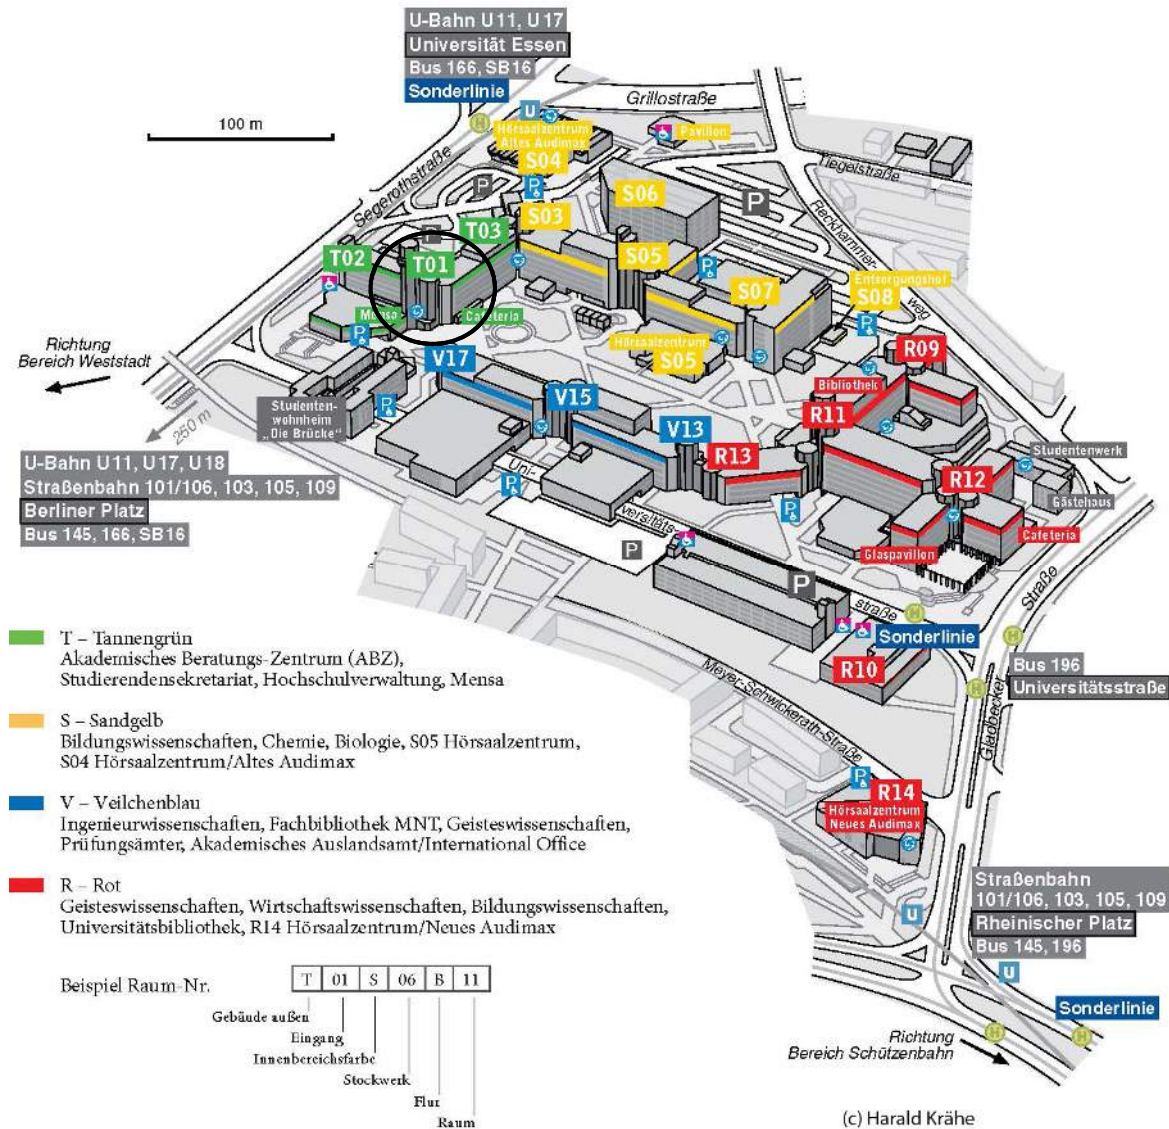 U-Bahn U11, U17
Universität Essen
Bus 166, SB16
Sonderlinie
100 m
Grillostraße
U
H
Hörsaalzentrum
Altes Audimax
S04
Pavillon
Segerothstraße
Tiegelstraße
P
P
S06
P
Reckhammer-
weg
S03
T03
P
T02
T01
S05
P
S07
Entsorgungshof
S08
P
Mensa
Cafeteria
P
Hörsaalzentrum
S05
R09
Richtung
Bereich Weststadt
V17
Bibliothek
R11
250 m
Studenten-
wohnheim
„Die Brücke“
P
V15
V13
R13
Studentenwerk
R12
Gästehaus
U-Bahn U11, U17, U18
Straßenbahn 101/106, 103, 105, 109
Berliner Platz
Bus 145, 166, SB16
Uni-
versitäts-
straße
P
P
Glaspavillon
Cafeteria
P
P
H
Sonderlinie
Straße
H
Bus 196
Universitätsstraße
H
R10
Gladbecker
Meyer-Schwickerath-Straße
T – Tannengrün
Akademisches Beratungs-Zentrum (ABZ),
Studierendensekretariat, Hochschulverwaltung, Mensa
S – Sandgelb
Bildungswissenschaften, Chemie, Biologie, S05 Hörsaalzentrum,
S04 Hörsaalzentrum/Altes Audimax
V – Veilchenblau
Ingenieurwissenschaften, Fachbibliothek MNT, Geisteswissenschaften,
Prüfungsämter, Akademisches Auslandsamt/International Office
R – Rot
Geisteswissenschaften, Wirtschaftswissenschaften, Bildungswissenschaften,
Universitätsbibliothek, R14 Hörsaalzentrum/Neues Audimax
P
R14
Hörsaalzentrum
Neues Audimax
Straßenbahn
101/106, 103, 105, 109
Rheinischer Platz
Bus 145, 196
U
U
Sonderlinie
H
H
Richtung
Bereich Schützenbahn
Beispiel Raum-Nr.
T 01 S 06 B 11
Gebäude außen
Eingang
Innenbereichsfarbe
Stockwerk
Flur
Raum
(c) Harald Krähe